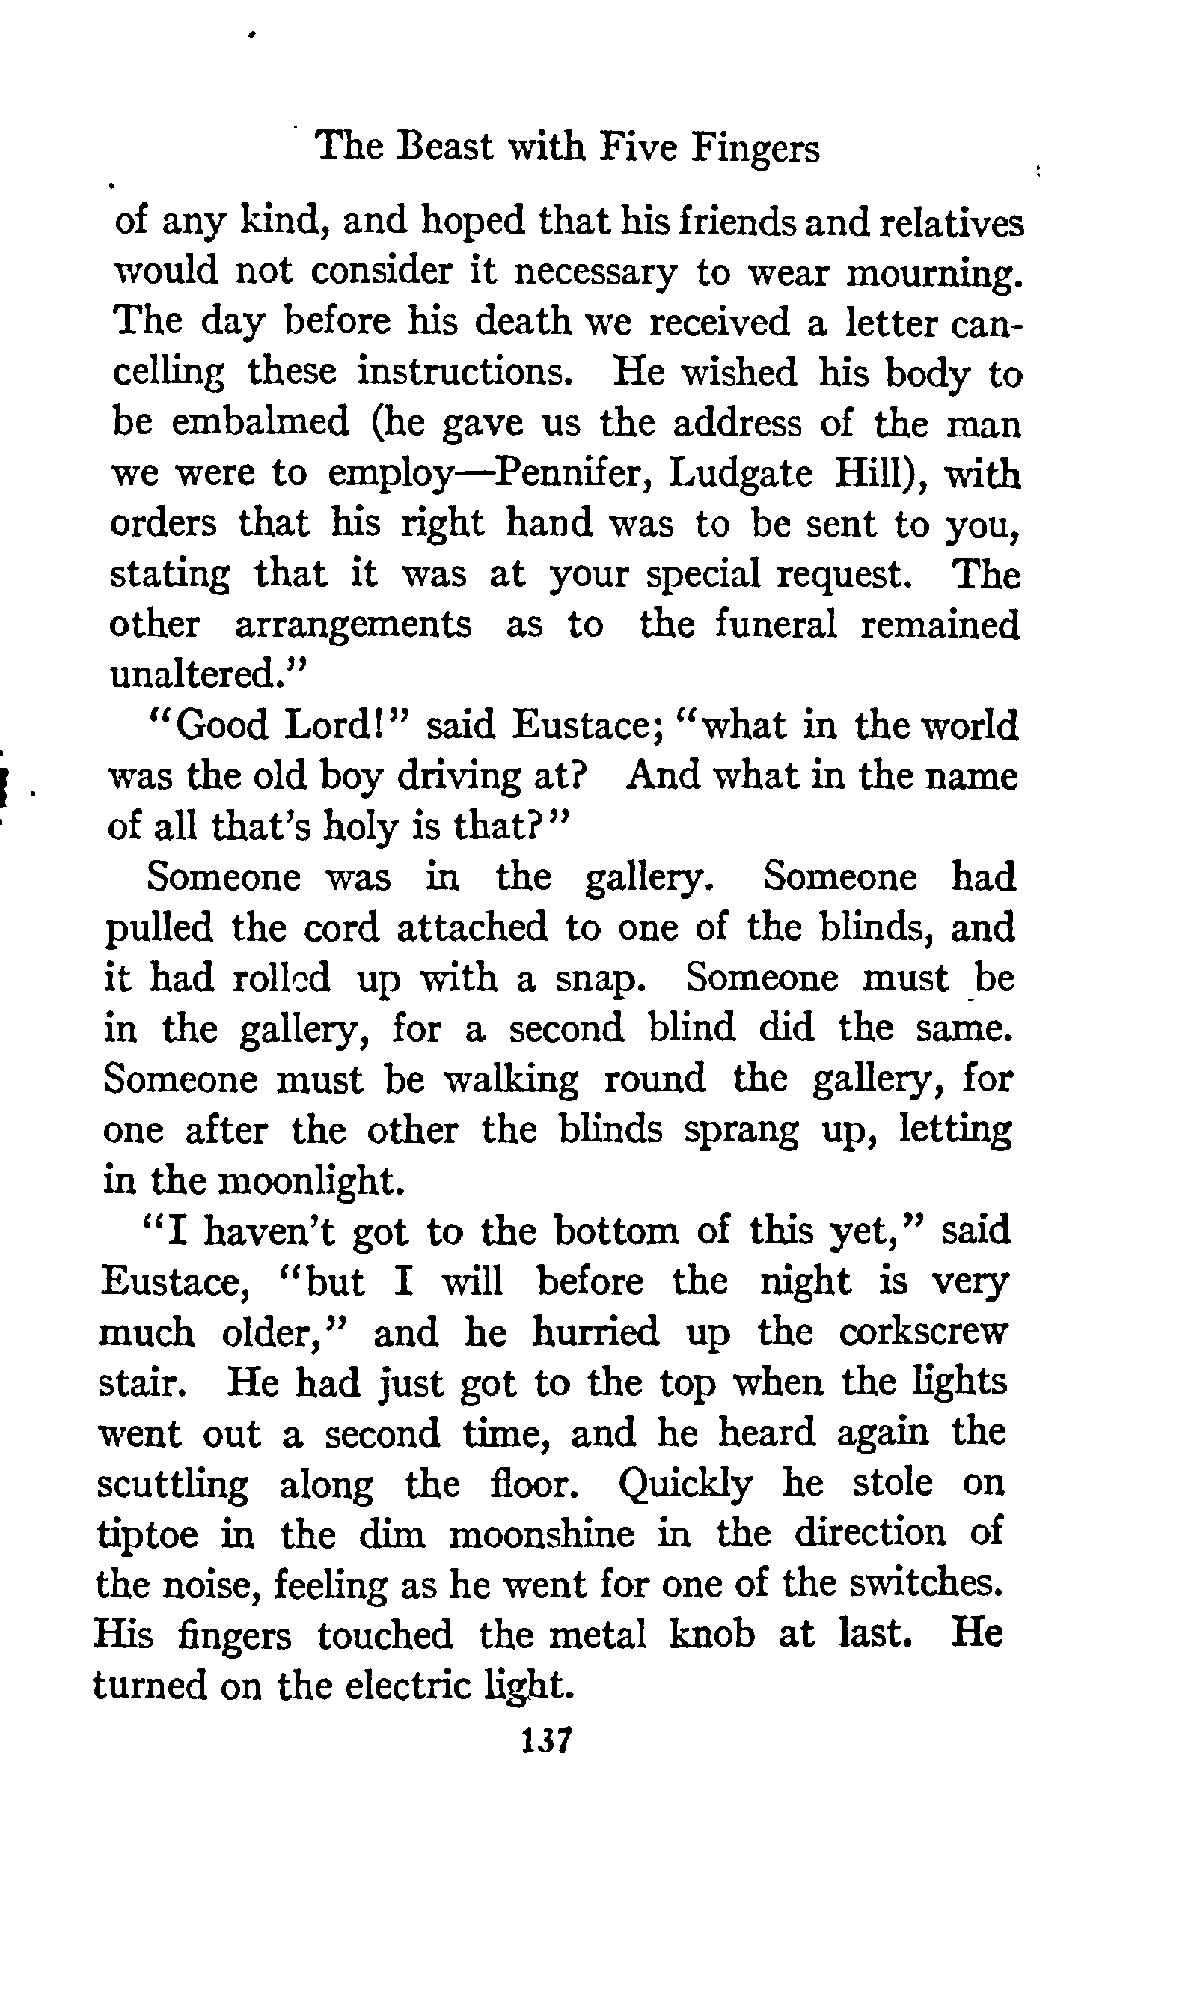 The Beast with Five Fingers
of any kind, and hoped that his friends and relatives
would not consider it necessary to wear mourning.
The day before his death we received a letter can-
celling these instructions. He wished his body to
be embalmed (he gave us the address of the man
we were to employ—Pennifer, Ludgate Hill), with
orders that his right hand was to be sent to you,
stating that it was at your special request. The
other arrangements as to the funeral remained
unaltered."
"Good Lord!" said Eustace; "what in the world
was the old boy driving at? And what in the name
of all that's holy is that?"
Someone was in the gallery. Someone had
pulled the cord attached to one of the blinds, and
it had rolled up with a snap. Someone must be
in the gallery, for a second blind did the same.
Someone must be walking round the gallery, for
one after the other the blinds sprang up, letting
in the moonlight.
"I haven't got to the bottom of this yet," said
Eustace, "but I will before the night is very
much older," and he hurried up the corkscrew
stair. He had just got to the top when the lights
went out a second time, and he heard again the
scuttling along the floor. Quickly he stole on
tiptoe in the dim moonshine in the direction of
the noise, feeling as he went for one of the switches.
His fingers touched the metal knob at last. He
turned on the electric light.
137